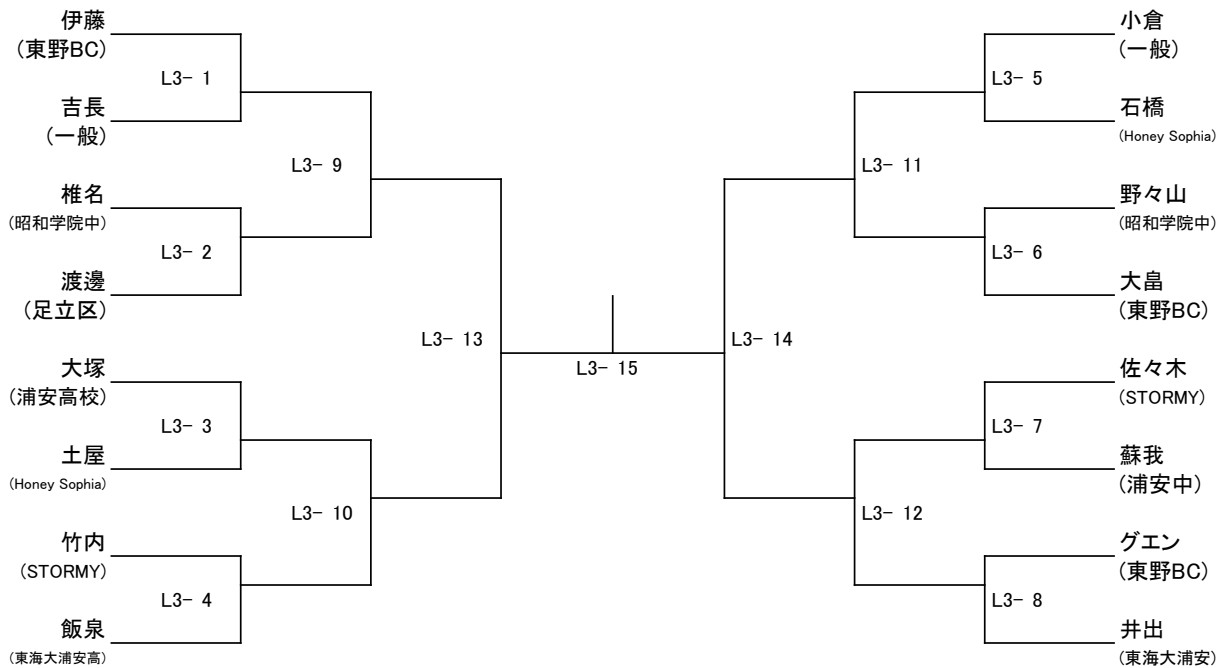 伊藤
(東野BC)
L3- 1
吉長
(一般)
L3- 9
椎名
(昭和学院中)
L3- 2
渡邊
(足立区)
L3- 13
大塚
(浦安高校)
L3- 3
土屋
(Honey Sophia)
L3- 10
竹内
(STORMY)
L3- 4
飯泉
(東海大浦安高)
L3- 15
小倉
(一般)
L3- 5
石橋
(Honey Sophia)
L3- 11
野々山
(昭和学院中)
L3- 6
大畠
(東野BC)
L3- 14
佐々木
(STORMY)
L3- 7
蘇我
(浦安中)
L3- 12
グエン
(東野BC)
L3- 8
井出
(東海大浦安)